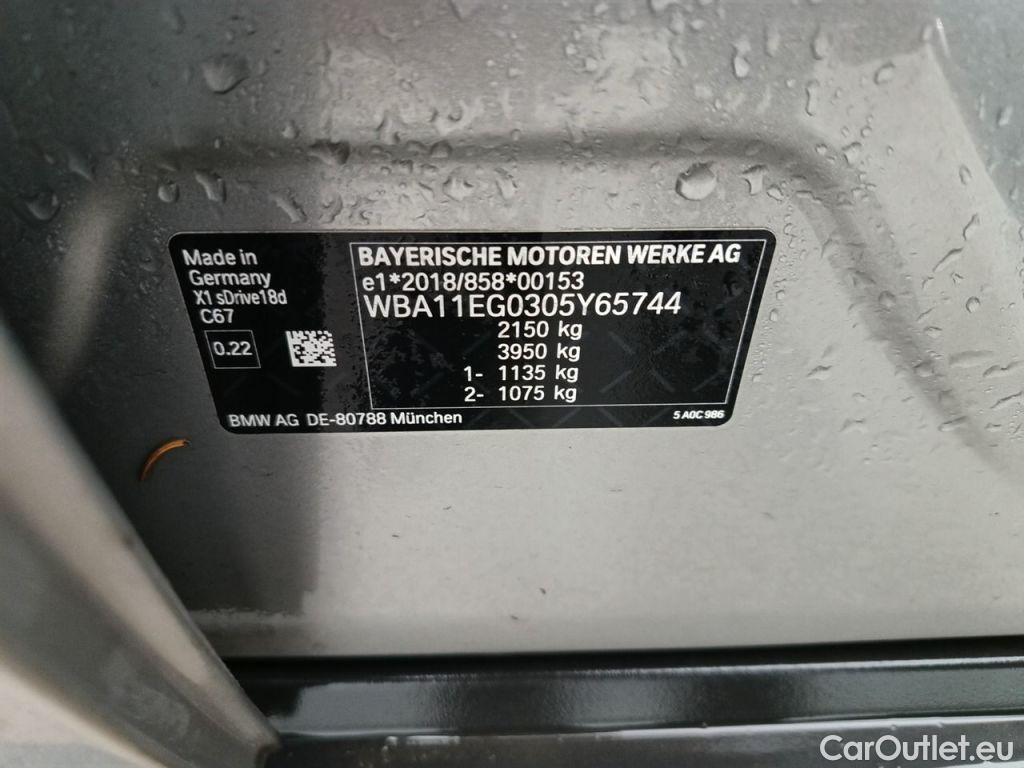 Made in
Germany
X1 sDrive18d
C67
0.22
BAYERISCHE MOTOREN WERKE AG
e1*2018/858*00153
WBA11EG0305Y65744
2150 kg
3950 kg
1- 1135 kg
2- 1075 kg
BMW AG DE-80788 München
5 A0C 986
CarOutlet.eu